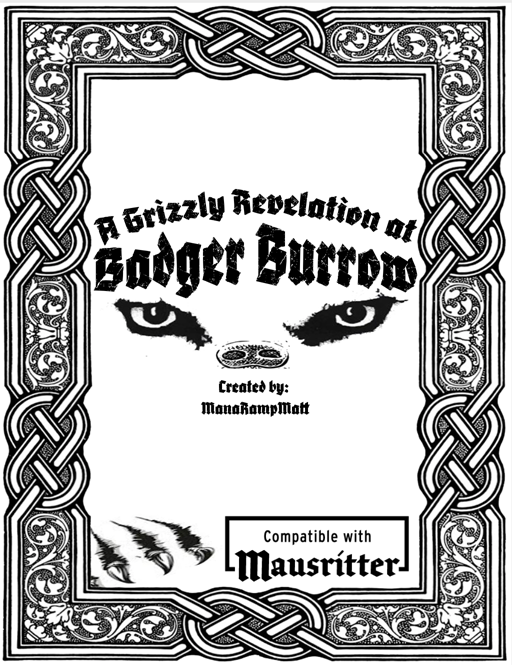 A Grizzly Revelation at
Badger Burrow
Created by:
ManaRampMatt
Compatible with
Mausritter